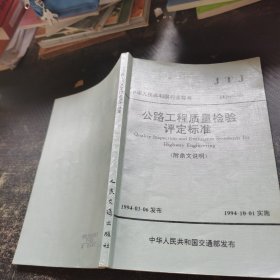 JTJ
中华人民共和国行业标准
公路工程质量检验
评定标准
Quality Inspection and Evaluation Standards for
Highway Engineering
(附条文说明)
1994-03-06 发布
1994-10-01 实施
中华人民共和国交通部发布
人民交通出版社